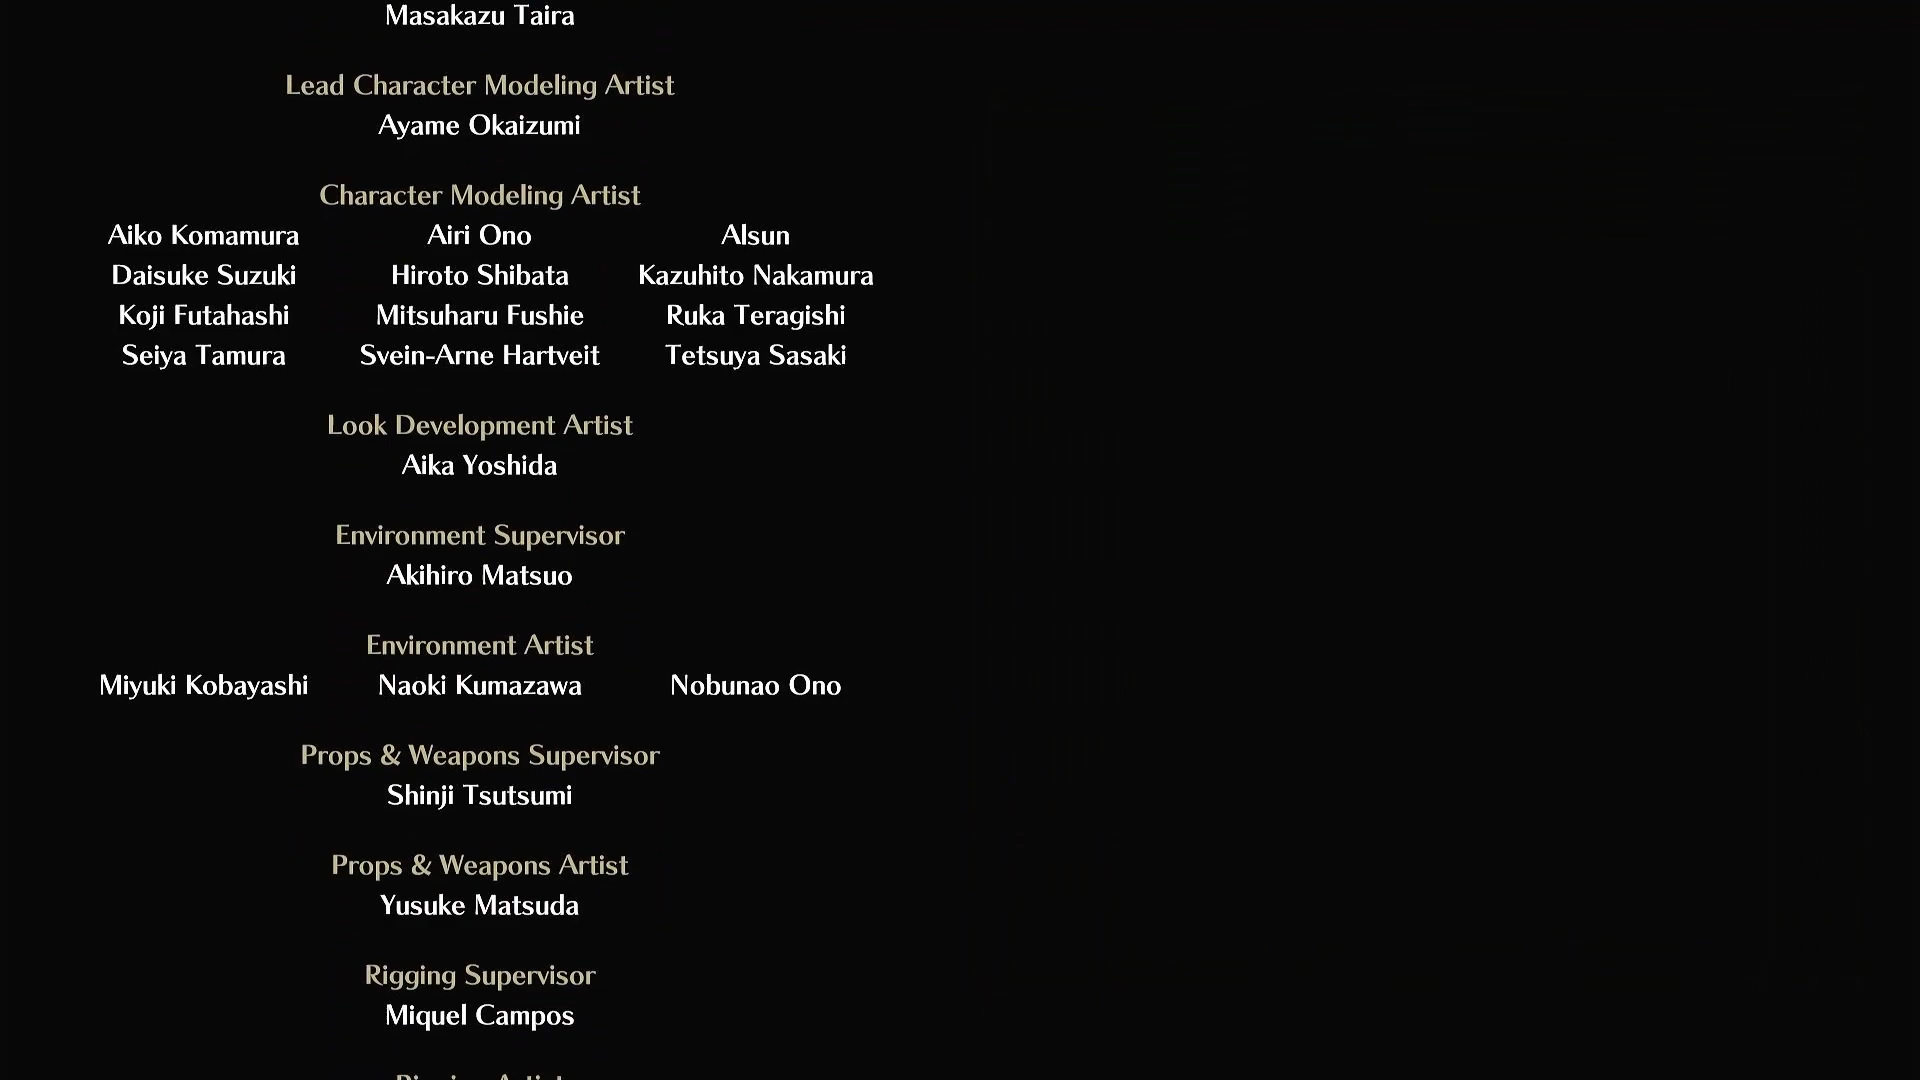 Masakazu Taira
Lead Character Modeling Artist
Ayame Okaizumi
Character Modeling Artist
Aiko Komamura Airi Ono Alsun
Daisuke Suzuki Hiroto Shibata Kazuhito Nakamura
Koji Futahashi Mitsuharu Fushie Ruka Teragishi
Seiya Tamura Svein-Arne Hartveit Tetsuya Sasaki
Look Development Artist
Aika Yoshida
Environment Supervisor
Akihiro Matsuo
Environment Artist
Miyuki Kobayashi Naoki Kumazawa Nobunao Ono
Props & Weapons Supervisor
Shinji Tsutsumi
Props & Weapons Artist
Yusuke Matsuda
Rigging Supervisor
Miquel Campos